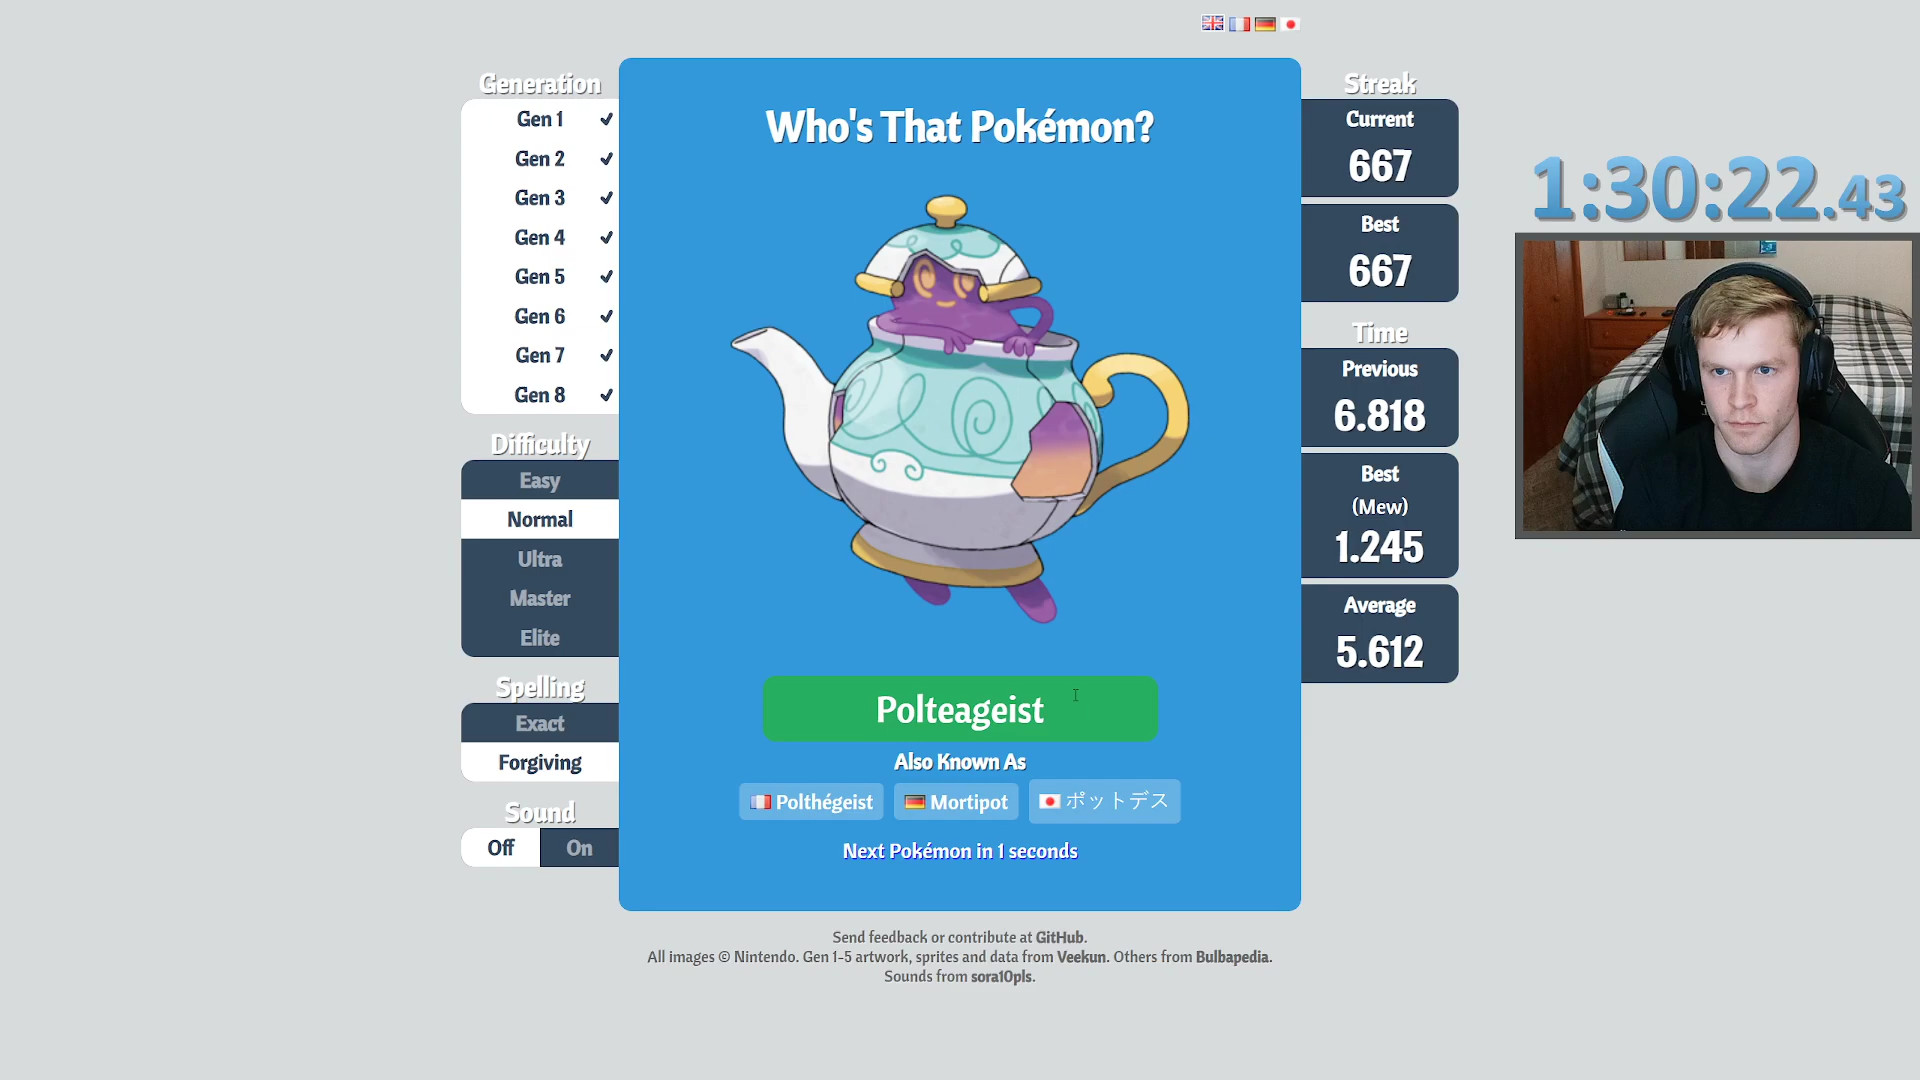 Generation
Gen 1
Gen 2
Gen 3
Gen 4
Gen 5
Gen 6
Gen 7
Gen 8
Difficulty
Easy
Normal
Ultra
Master
Elite
Spelling
Exact
Forgiving
Sound
Off On
Who's That Pokémon?
Polteageist
Also Known As
Polthégeist Mortipot ポットデス
Next Pokémon in 1 seconds
Streak
Current
667
Best
667
Time
Previous
6.818
Best
(Mew)
1.245
Average
5.612
1:30:22.43
Send feedback or contribute at GitHub.
All images © Nintendo. Gen 1-5 artwork, sprites and data from Veekun. Others from Bulbapedia.
Sounds from sora10pls.